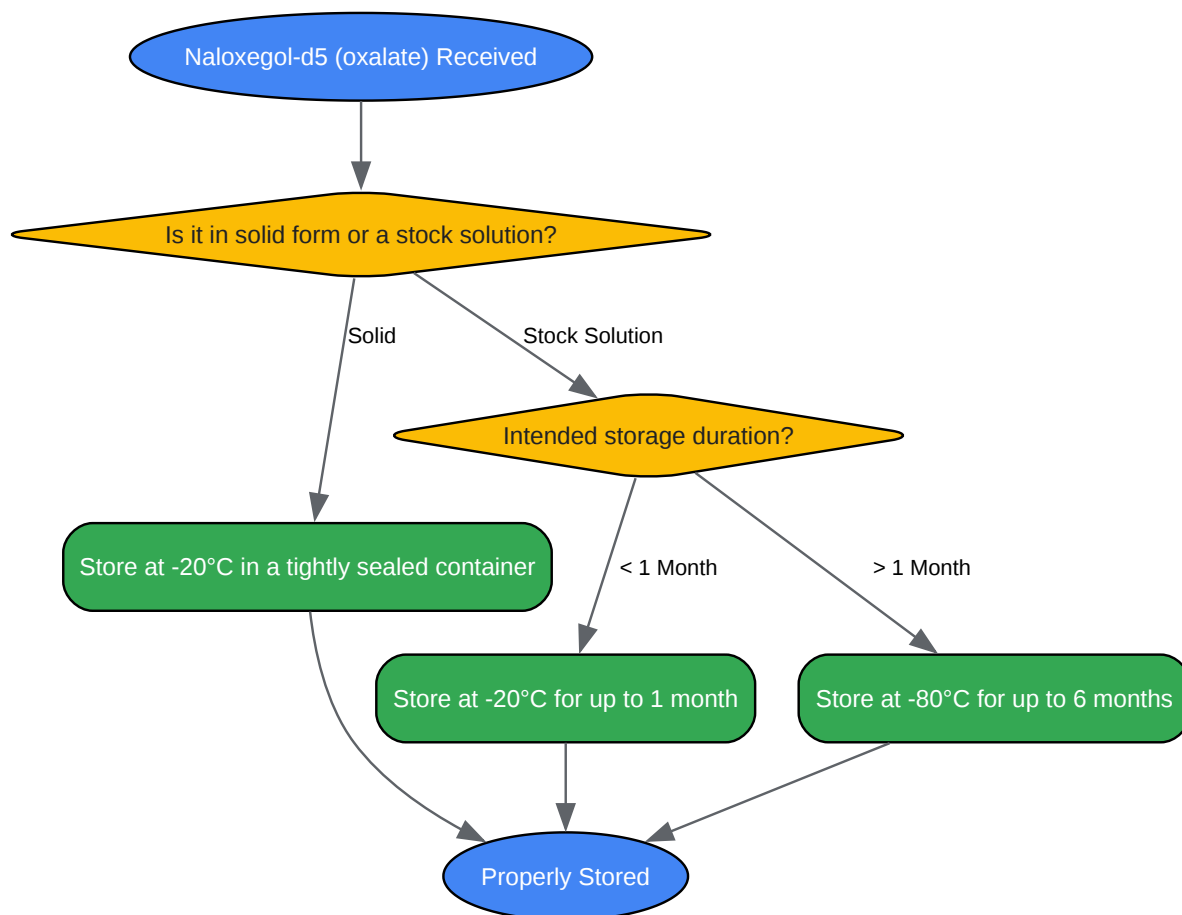 Naloxegol-d5 (oxalate) Received
Is it in solid form or a stock solution?
Solid
Stock Solution
Intended storage duration?
Store at -20°C in a tightly sealed container
< 1 Month
> 1 Month
Store at -20°C for up to 1 month
Store at -80°C for up to 6 months
Properly Stored